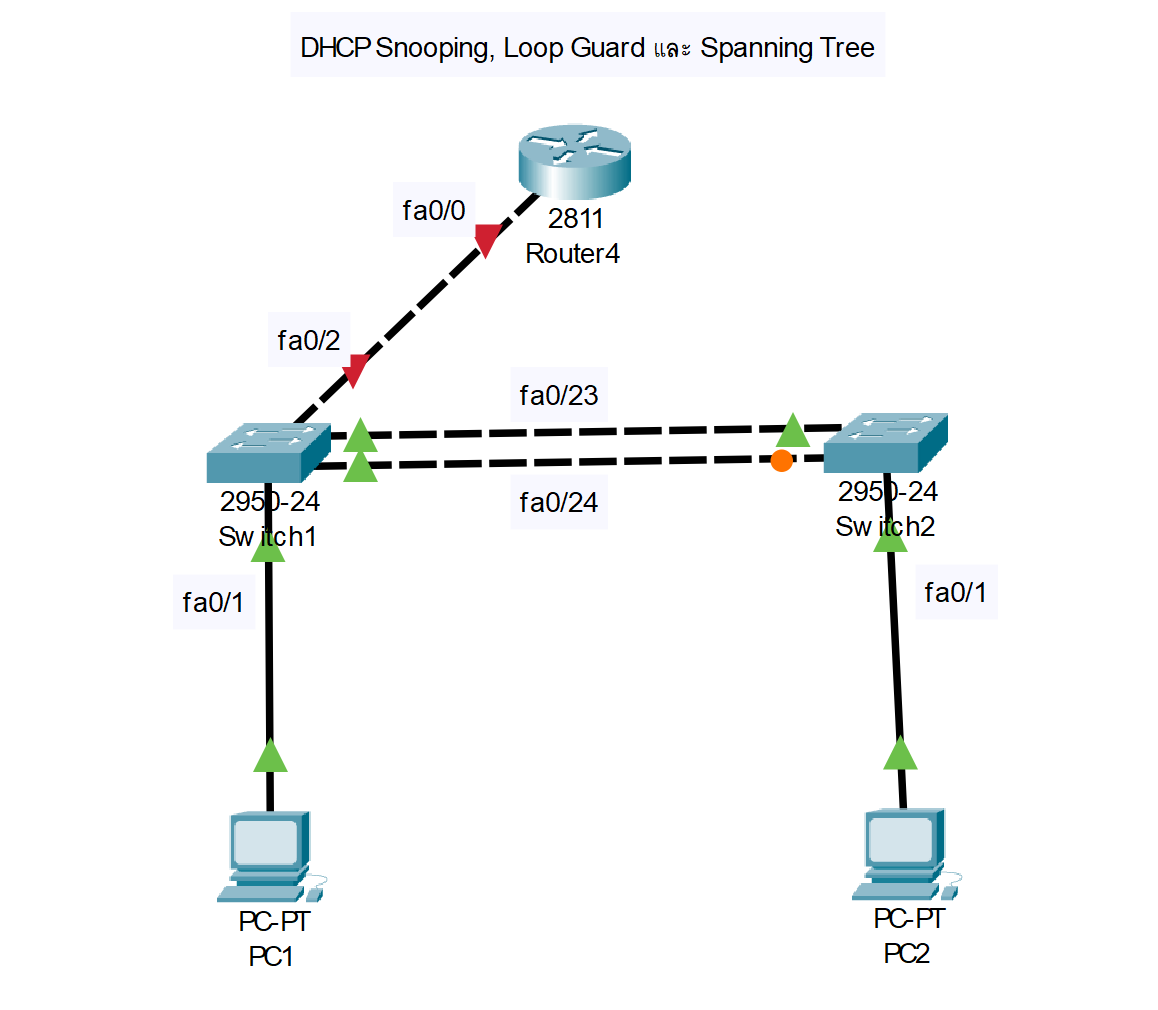 DHCP Snooping, Loop Guard และ Spanning Tree
fa0/0
2811
Router4
fa0/2
fa0/23
2950-24
Switch1
fa0/24
2950-24
Switch2
fa0/1
fa0/1
PC-PT
PC1
PC-PT
PC2